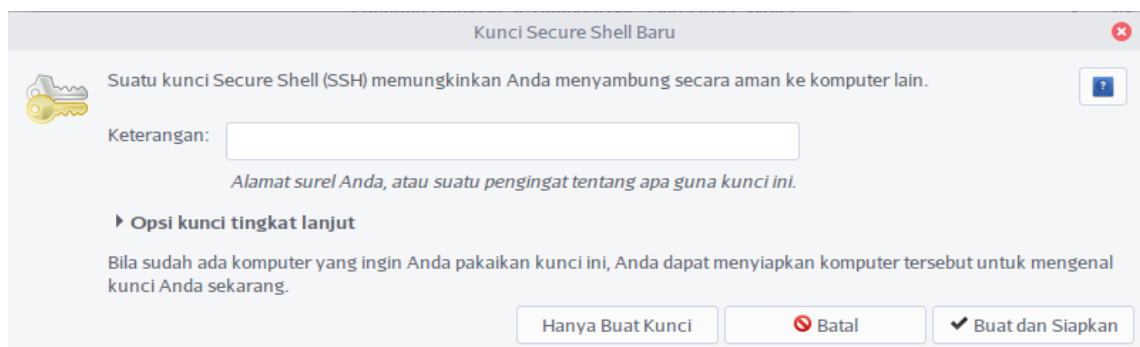 Kunci Secure Shell Baru
Suatu kunci Secure Shell (SSH) memungkinkan Anda menyambung secara aman ke komputer lain.
Keterangan:
Alamat surel Anda, atau suatu pengingat tentang apa guna kunci ini.
Opsi kunci tingkat lanjut
Bila sudah ada komputer yang ingin Anda pakaikan kunci ini, Anda dapat menyiapkan komputer tersebut untuk mengenal
kunci Anda sekarang.
Hanya Buat Kunci Batal Buat dan Siapkan